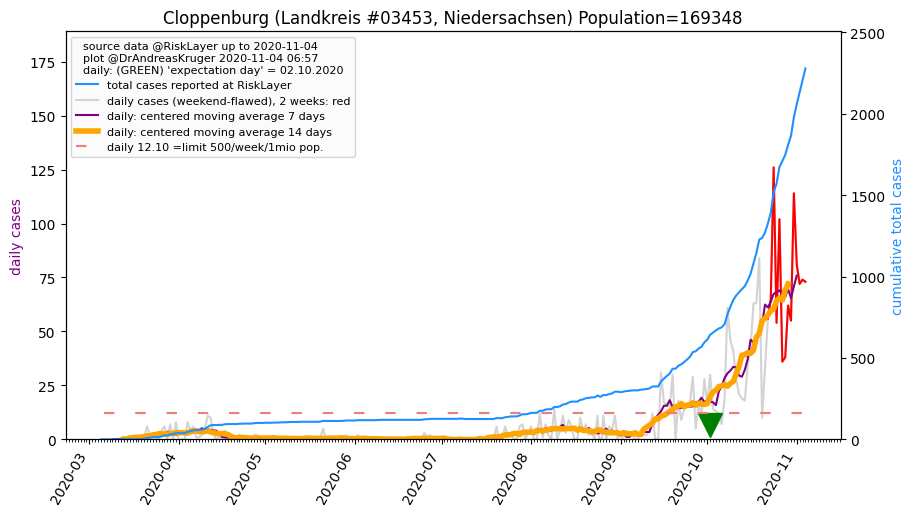 Cloppenburg (Landkreis #03453, Niedersachsen) Population=169348
source data @RiskLayer up to 2020-11-04
plot @DrAndreasKruger 2020-11-04 06:57
daily: (GREEN) 'expectation day' = 02.10.2020
total cases reported at RiskLayer
daily cases (weekend-flawed), 2 weeks: red
daily: centered moving average 7 days
daily: centered moving average 14 days
daily 12.10 =limit 500/week/1mio pop.
daily cases
175
150
125
100
75
50
25
0
2500
2000
1500
1000
500
0
cumulative total cases
2020-03
2020-04
2020-05
2020-06
2020-07
2020-08
2020-09
2020-10
2020-11